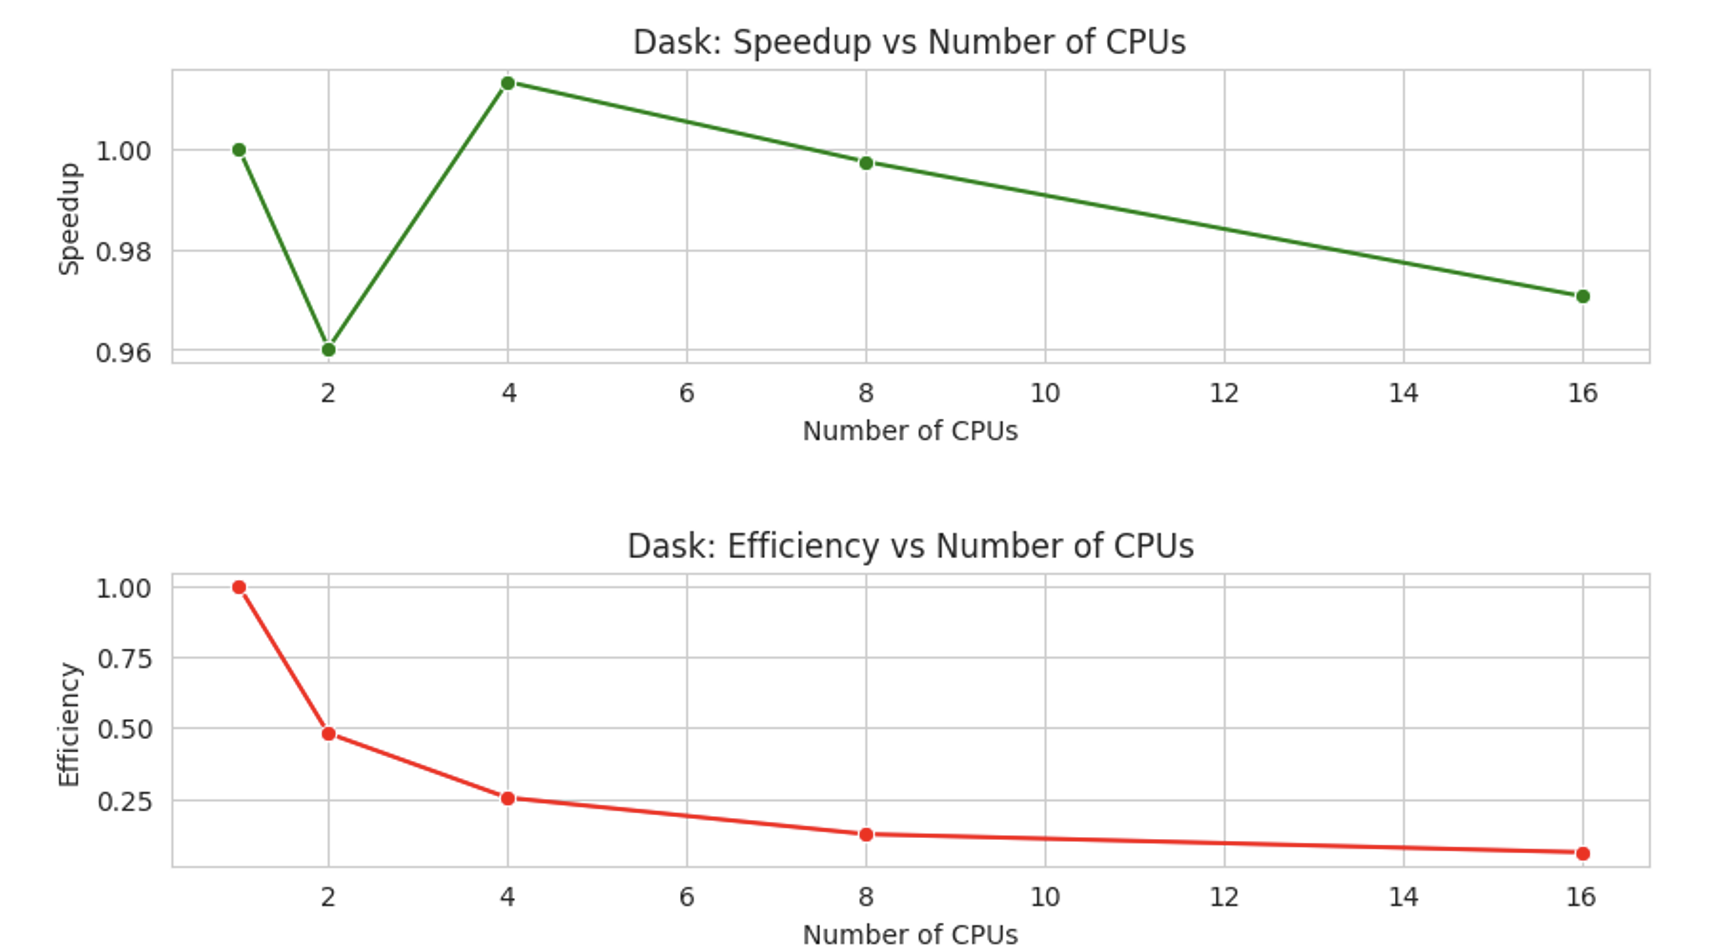 Dask: Speedup vs Number of CPUs
Speedup
1.00
0.98
0.96
2 4 6 8 10 12 14 16
Number of CPUs
Dask: Efficiency vs Number of CPUs
Efficiency
1.00
0.75
0.50
0.25
2 4 6 8 10 12 14 16
Number of CPUs